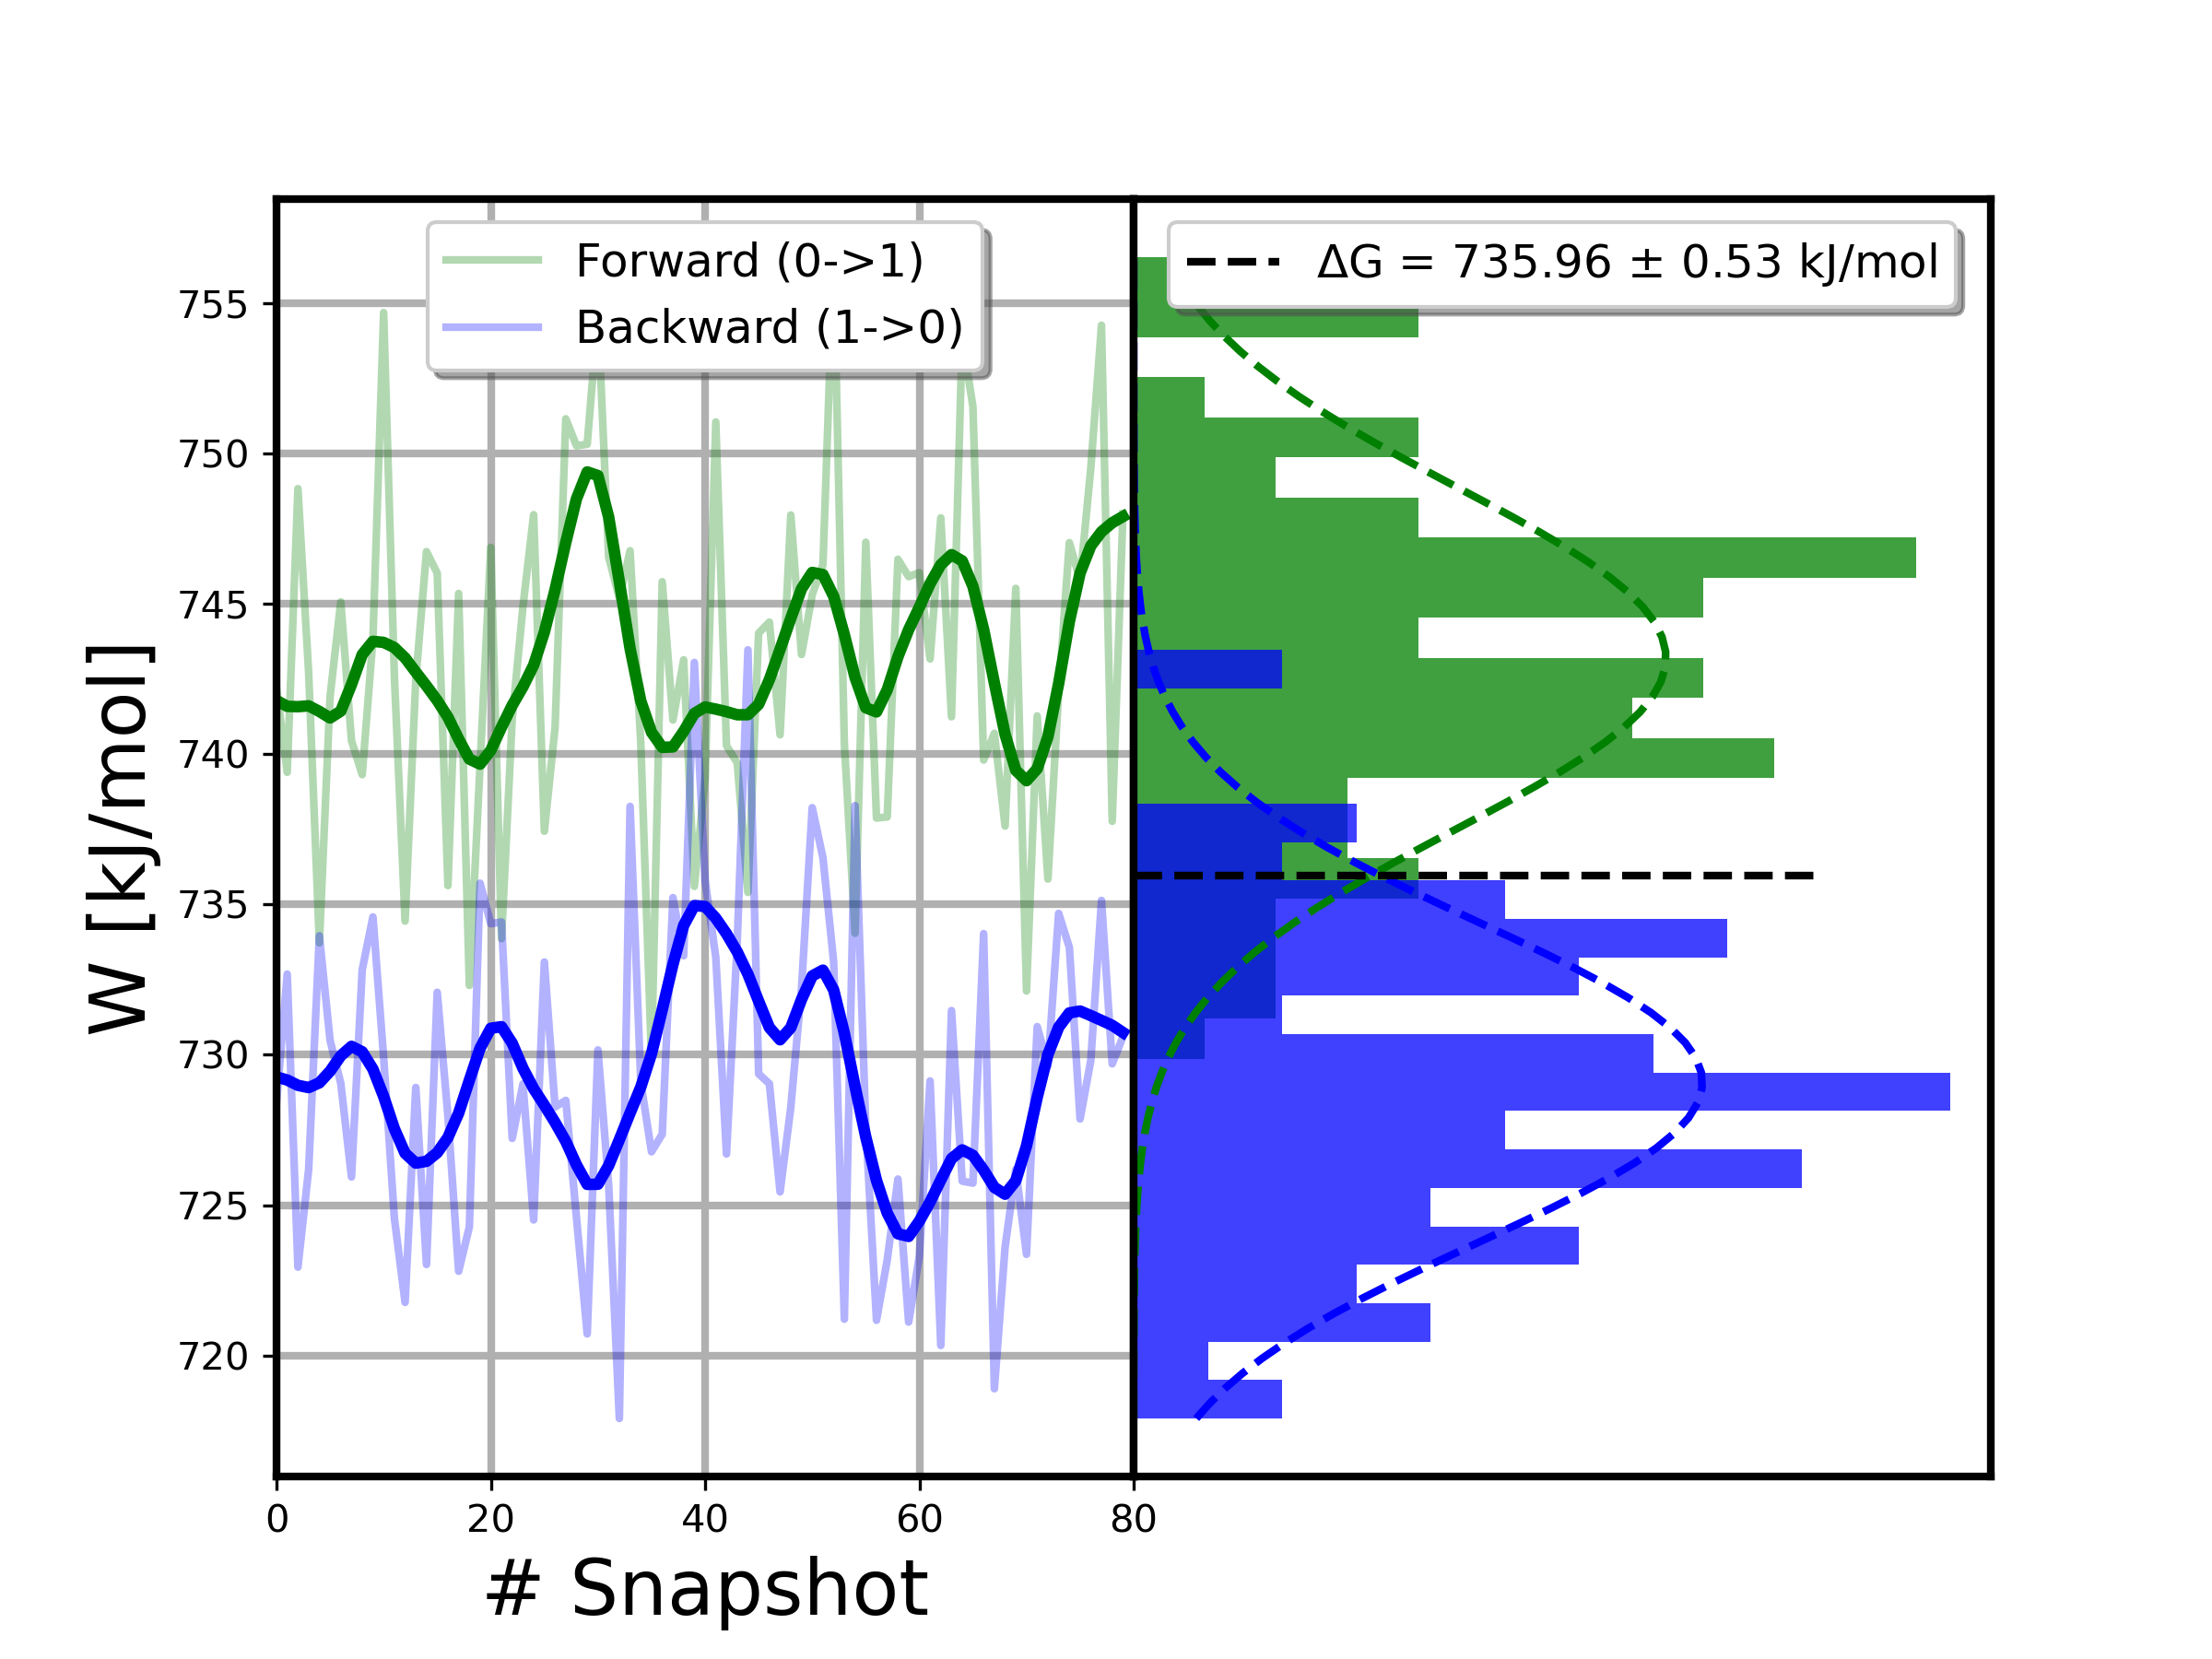 Forward (0->1)
Backward (1->0)
ΔG = 735.96 ± 0.53 kJ/mol
W [kJ/mol]
755
750
745
740
735
730
725
720
0 20 40 60 80
# Snapshot